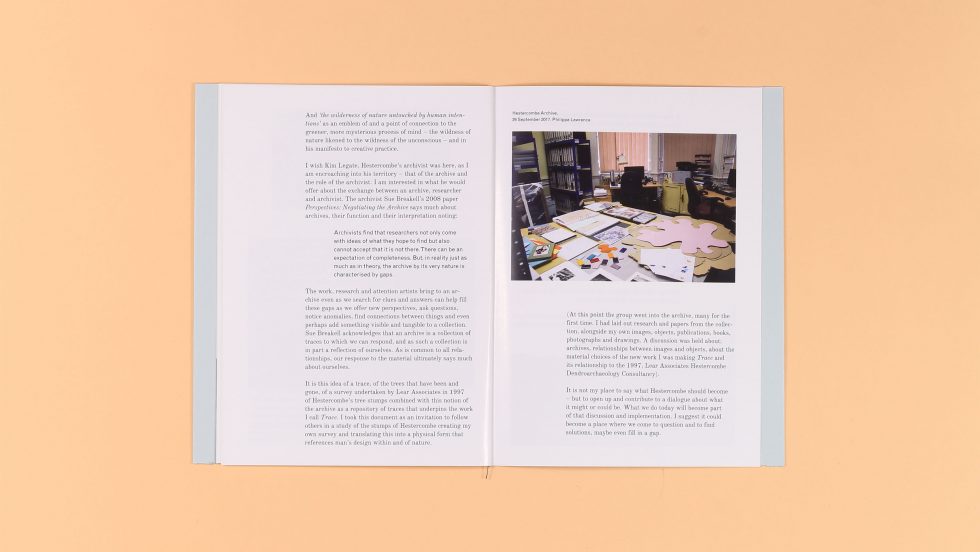 And ‘the wilderness of nature untouched by human inten-
tions’ as an emblem of and a point of connection to the
greener, more mysterious process of mind – the wildness of
nature likened to the wildness of the unconscious – and in
his manifesto to creative practice.
I wish Kim Legate, Hestercombe’s archivist was here, as I
am encroaching into his territory – that of the archive and
the role of the archivist. I am interested in what he would
offer about the exchange between an archive, researcher
and archivist. The archivist Sue Breakell’s 2008 paper
Perspectives: Negotiating the Archive says much about
archives, their function and their interpretation noting:
Archivists find that researchers not only come
with ideas of what they hope to find but also
cannot accept that it is not there. There can be an
expectation of completeness. But, in reality just as
much as in theory, the archive by its very nature is
characterised by gaps.
The work, research and attention artists bring to an ar-
chive even as we search for clues and answers can help fill
these gaps as we offer new perspectives, ask questions,
notice anomalies, find connections between things and even
perhaps add something visible and tangible to a collection.
Sue Breakell acknowledges that an archive is a collection of
traces to which we can respond, and as such a collection is
in part a reflection of ourselves. As is common to all rela-
tionships, our response to the material ultimately says much
about ourselves.
It is this idea of a trace, of the trees that have been and
gone, of a survey undertaken by Lear Associates in 1997
of Hestercombe’s tree stumps combined with this notion of
the archive as a repository of traces that underpins the work
I call Trace. I took this document as an invitation to follow
others in a study of the stumps of Hestercombe creating my
own survey and translating this into a physical form that
references man’s design within and of nature.
Hestercombe Archive,
26 September 2017. Philippa Lawrence
[At this point the group went into the archive, many for the
first time. I had laid out research and papers from the collec-
tion, alongside my own images, objects, publications, books,
photographs and drawings. A discussion was held about
archives, relationships between images and objects, about the
material choices of the new work I was making Trace and
its relationship to the 1997, Lear Associates Hestercombe
Dendroarchaeology Consultancy].
It is not my place to say what Hestercombe should become
– but to open up and contribute to a dialogue about what
it might or could be. What we do today will become part
of that discussion and implementation. I suggest it could
become a place where we come to question and to find
solutions, maybe even fill in a gap.